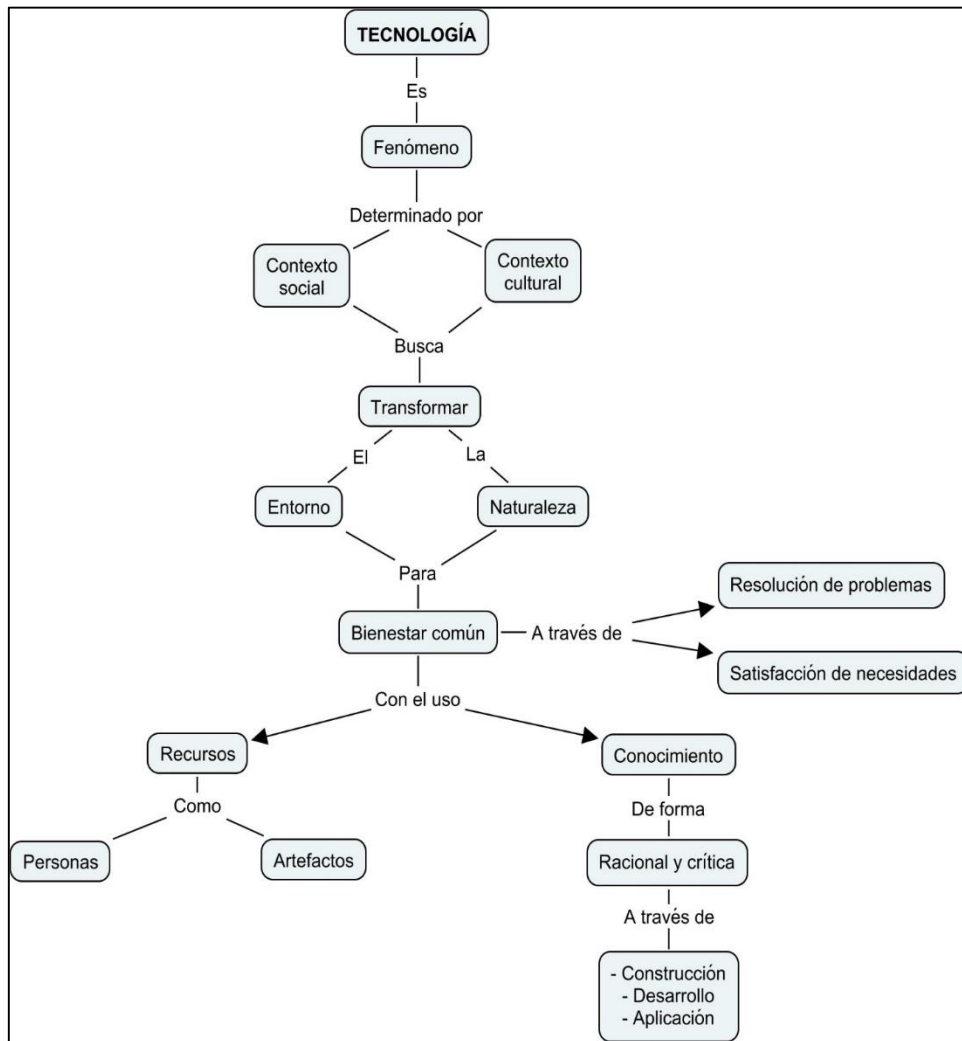 TECNOLOGÍA
Es
Fenómeno
Determinado por
Contexto
social
Contexto
cultural
Busca
Transformar
El
La
Entorno
Naturaleza
Para
Resolución de problemas
Bienestar común
A través de
Satisfacción de necesidades
Con el uso
Recursos
Conocimiento
Como
De forma
Personas
Artefactos
Racional y crítica
A través de
- Construcción
- Desarrollo
- Aplicación